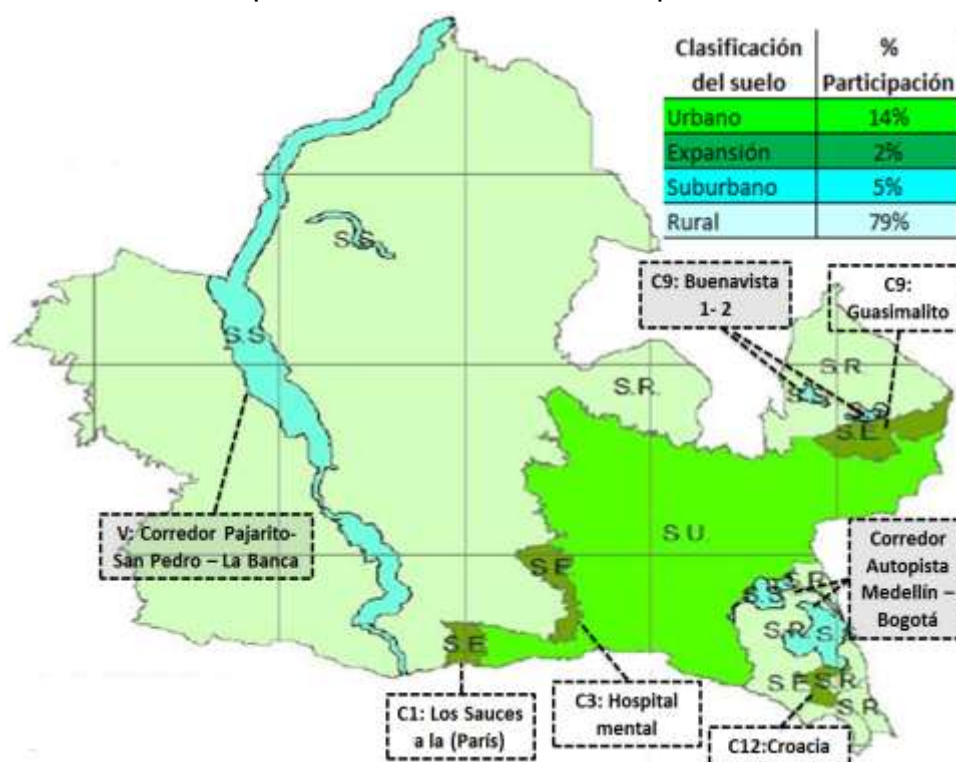 Clasificación del suelo % Participación
Urbano 14%
Expansión 2%
Suburbano 5%
Rural 79%
S.S
C9: Buenavista
1- 2
C9:
Guasimalito
S.S
S.R.
S.R.
S.E.
V: Corredor Pajarito-
San Pedro – La Banca
S.U.
Corredor
Autopista
Medellín –
Bogotá
S.E
S.R.
S.S
S.R.
S.
S.E
S.E
S.R.
S.R.
C1: Los Sauces
a la (París)
C3: Hospital
mental
C12:Croacia